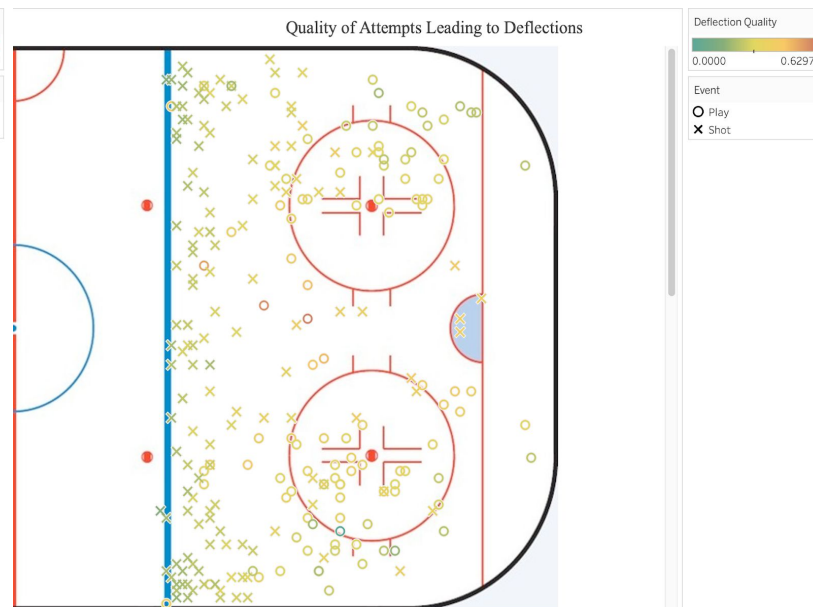 Quality of Attempts Leading to Deflections
Deflection Quality
0.0000 0.6297
Event
Play
Shot